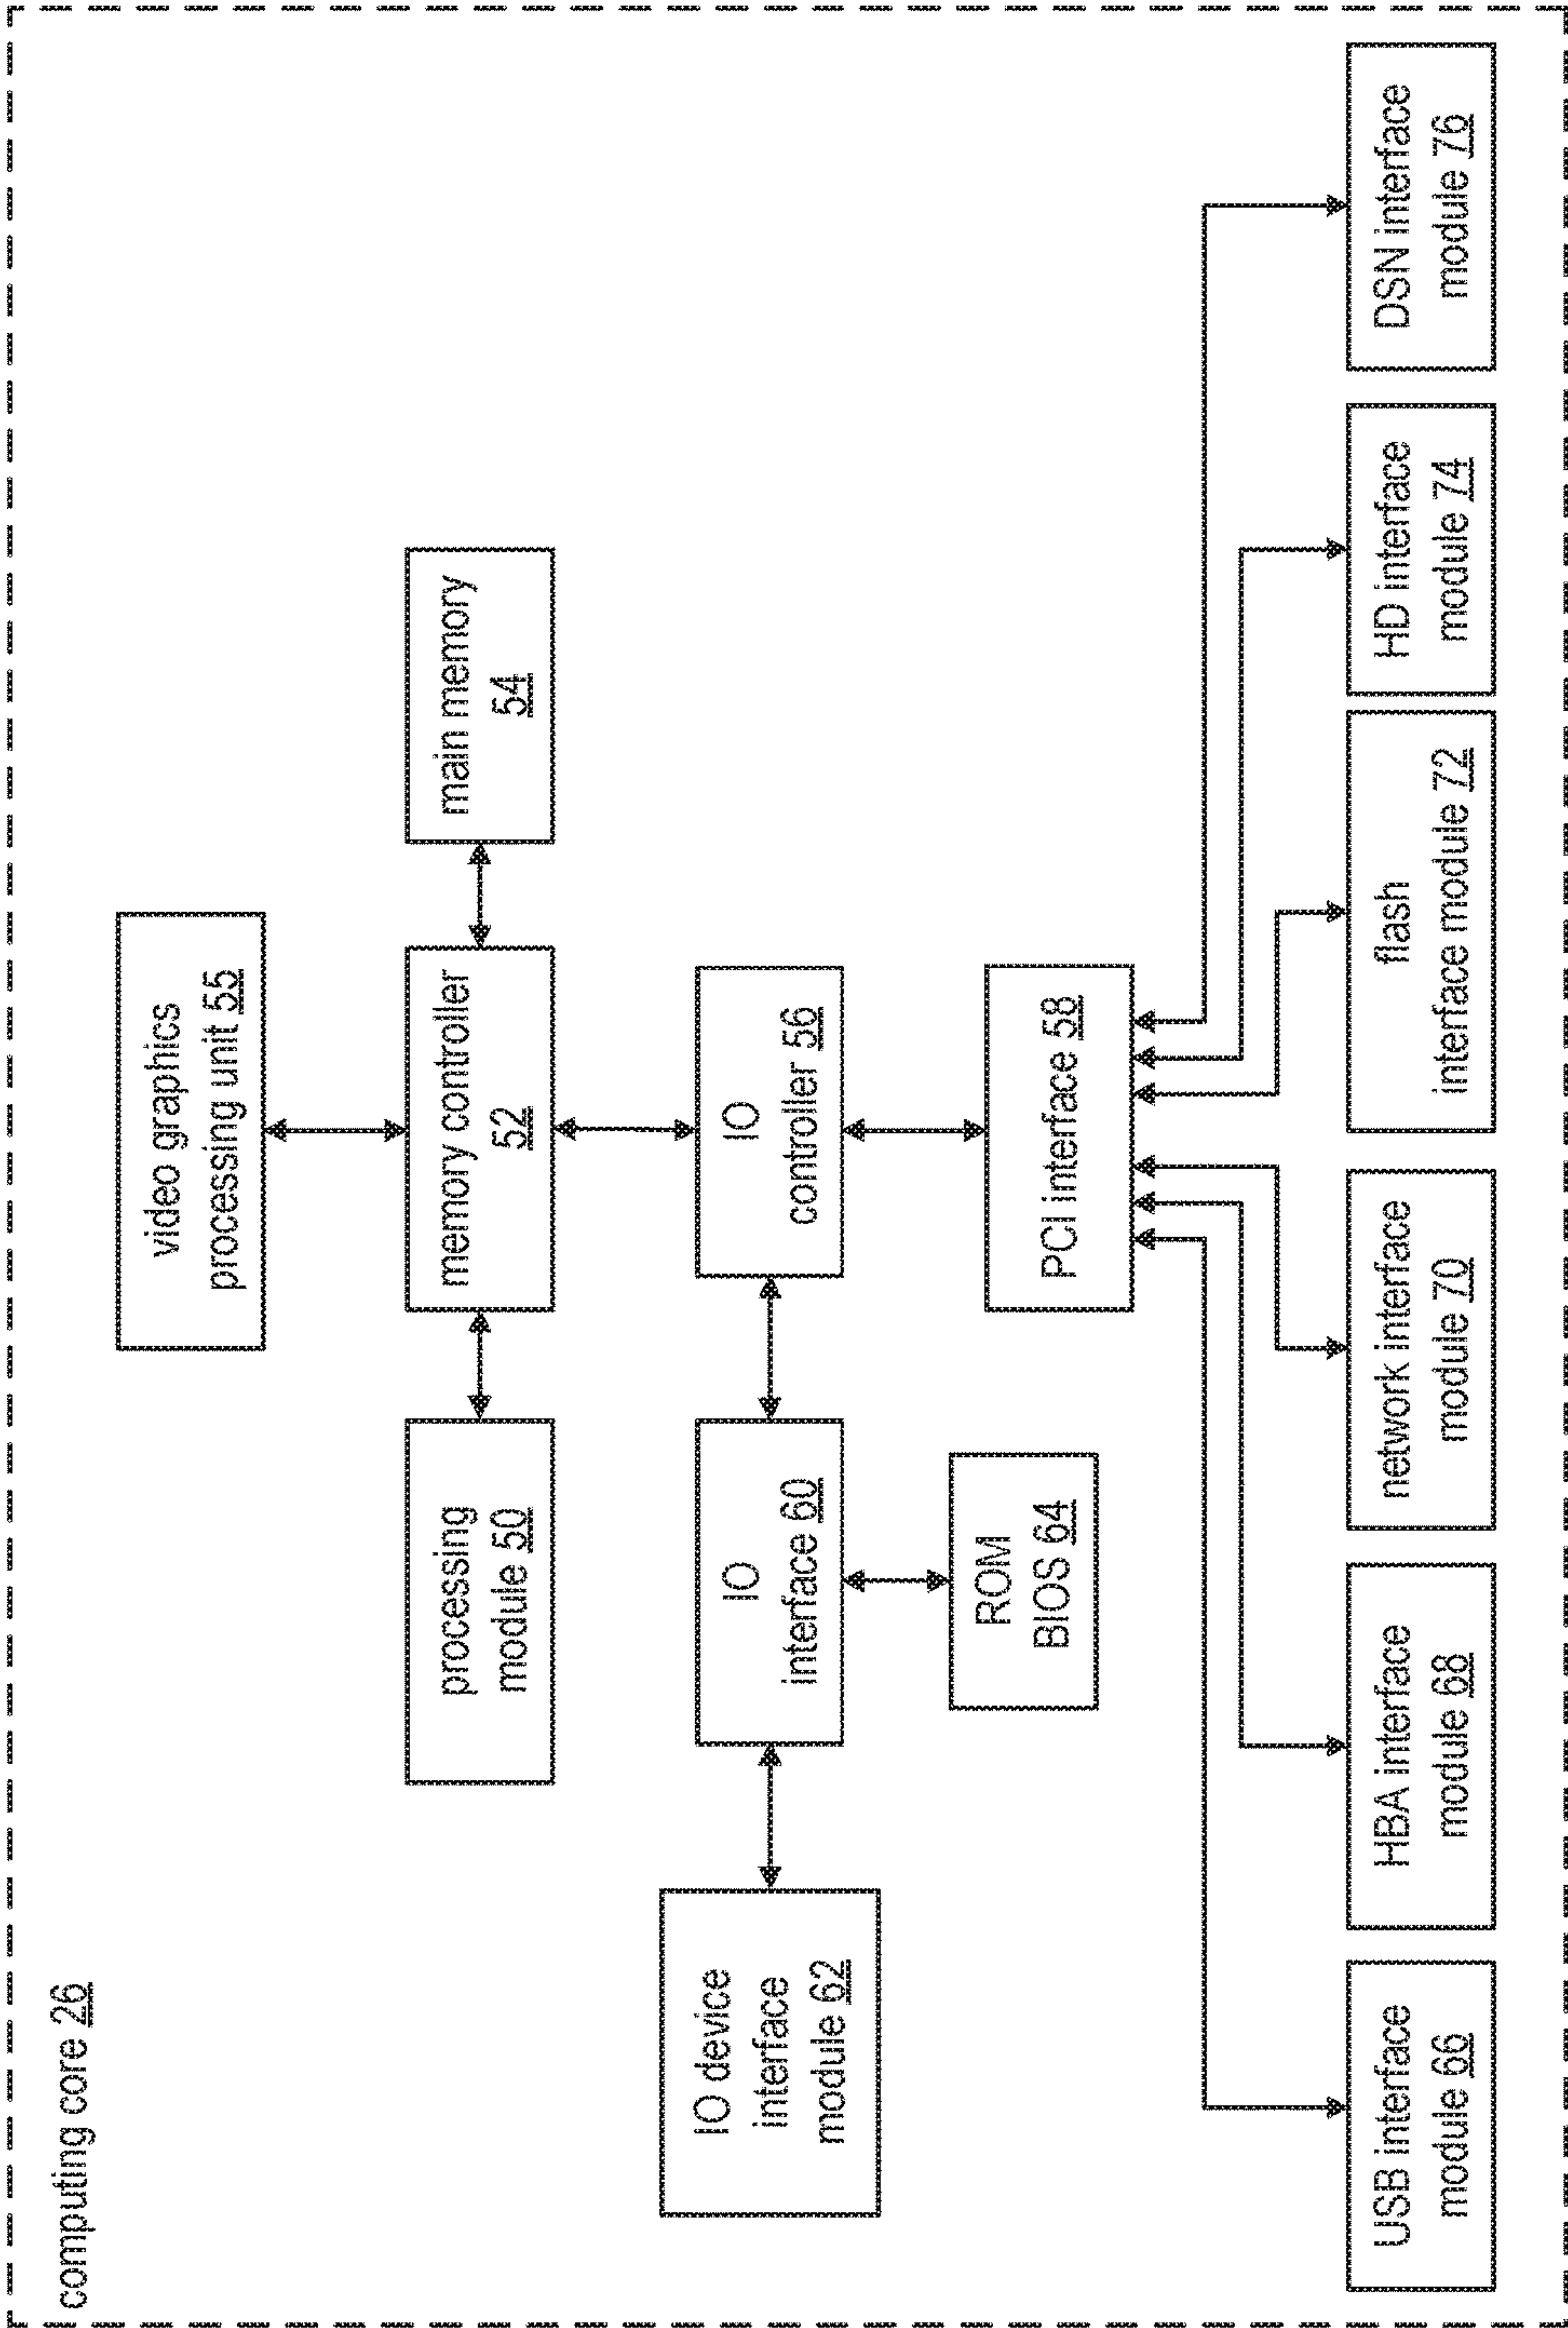 computing core 26
video graphics
processing unit 55
processing
module 50
memory controller
52
main memory
54
IO device
interface
module 62
IO
interface 60
IO
controller 56
ROM
BIOS 64
PCI interface 58
USB interface
module 66
HBA interface
module 68
network interface
module 70
flash
interface module 72
HD interface
module 74
DSN interface
module 76